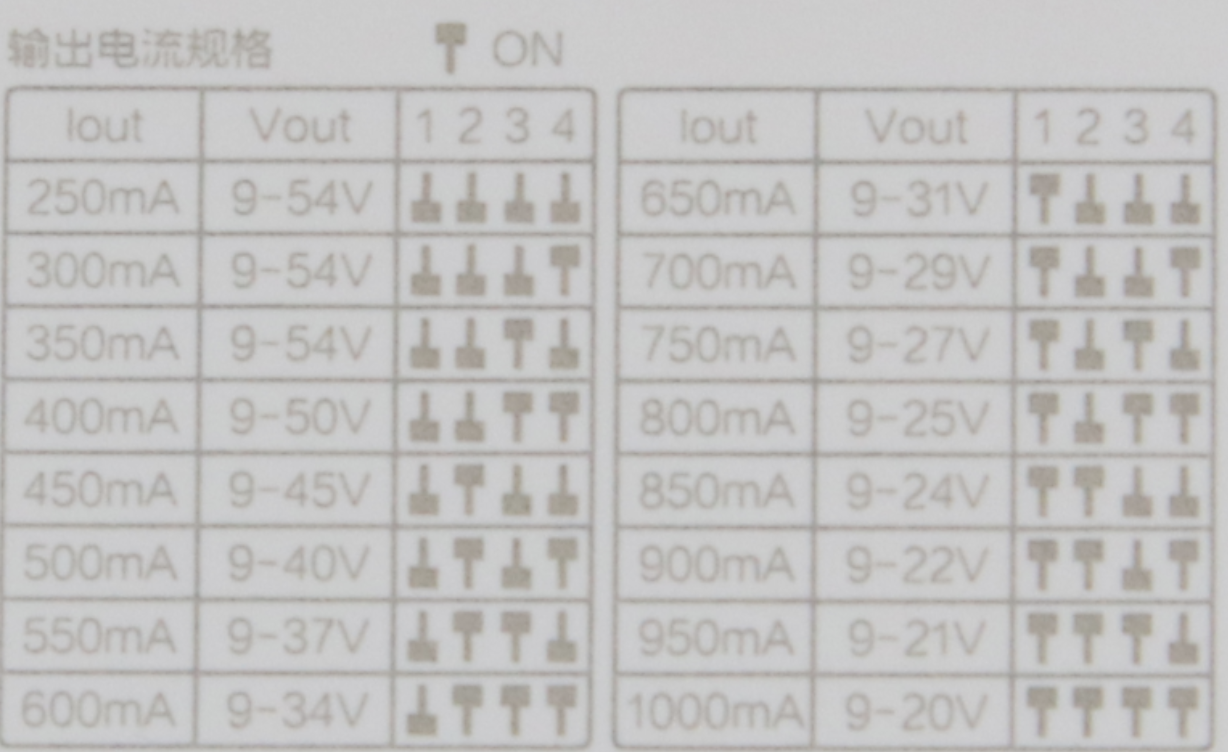 输出电流规格 ON
Iout Vout 1 2 3 4
250mA 9-54V
300mA 9-54V
350mA 9-54V
400mA 9-50V
450mA 9-45V
500mA 9-40V
550mA 9-37V
600mA 9-34V
Iout Vout 1 2 3 4
650mA 9-31V
700mA 9-29V
750mA 9-27V
800mA 9-25V
850mA 9-24V
900mA 9-22V
950mA 9-21V
1000mA 9-20V